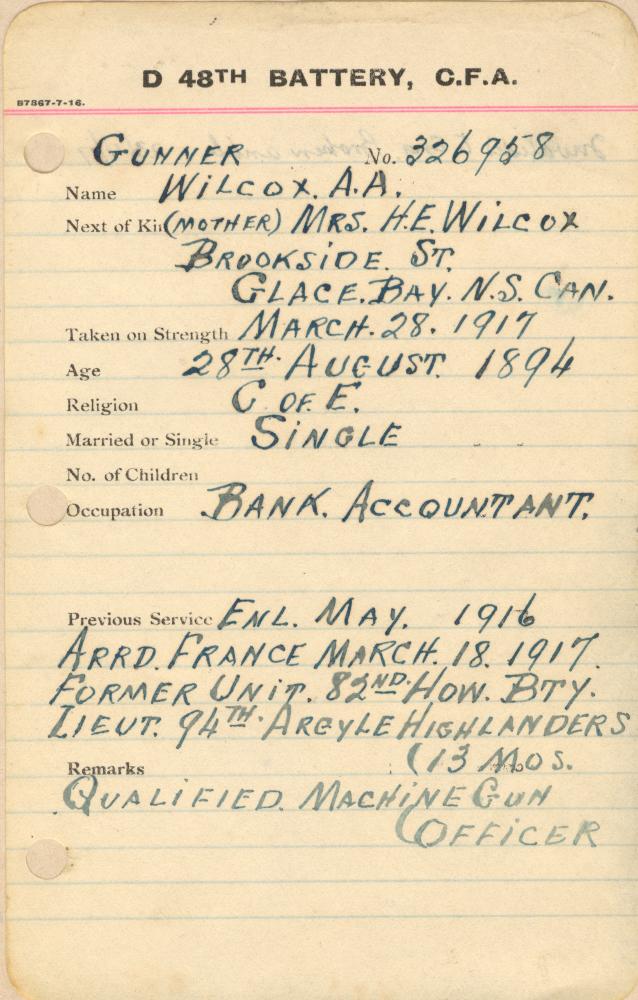 D 48TH BATTERY, C.F.A.
B7867-7-16.
GUNNER No. 326958
Name WILCOX. A.A.
Next of Kin (MOTHER) MRS. H.E. WILCOX
BROOKSIDE. ST.
GLACE. BAY. N.S. CAN.
Taken on Strength MARCH. 28. 1917
Age 28TH. AUGUST. 1894
Religion C. OF. E.
Married or Single SINGLE
No. of Children
Occupation BANK. ACCOUNTANT.
Previous Service ENL. MAY. 1916
ARRD. FRANCE MARCH. 18. 1917.
FORMER UNIT. 82ND. HOW. BTY.
LIEUT. 94TH. ARGYLE HIGHLANDERS
(13 MOS.
Remarks
QUALIFIED. MACHINE GUN
(OFFICER